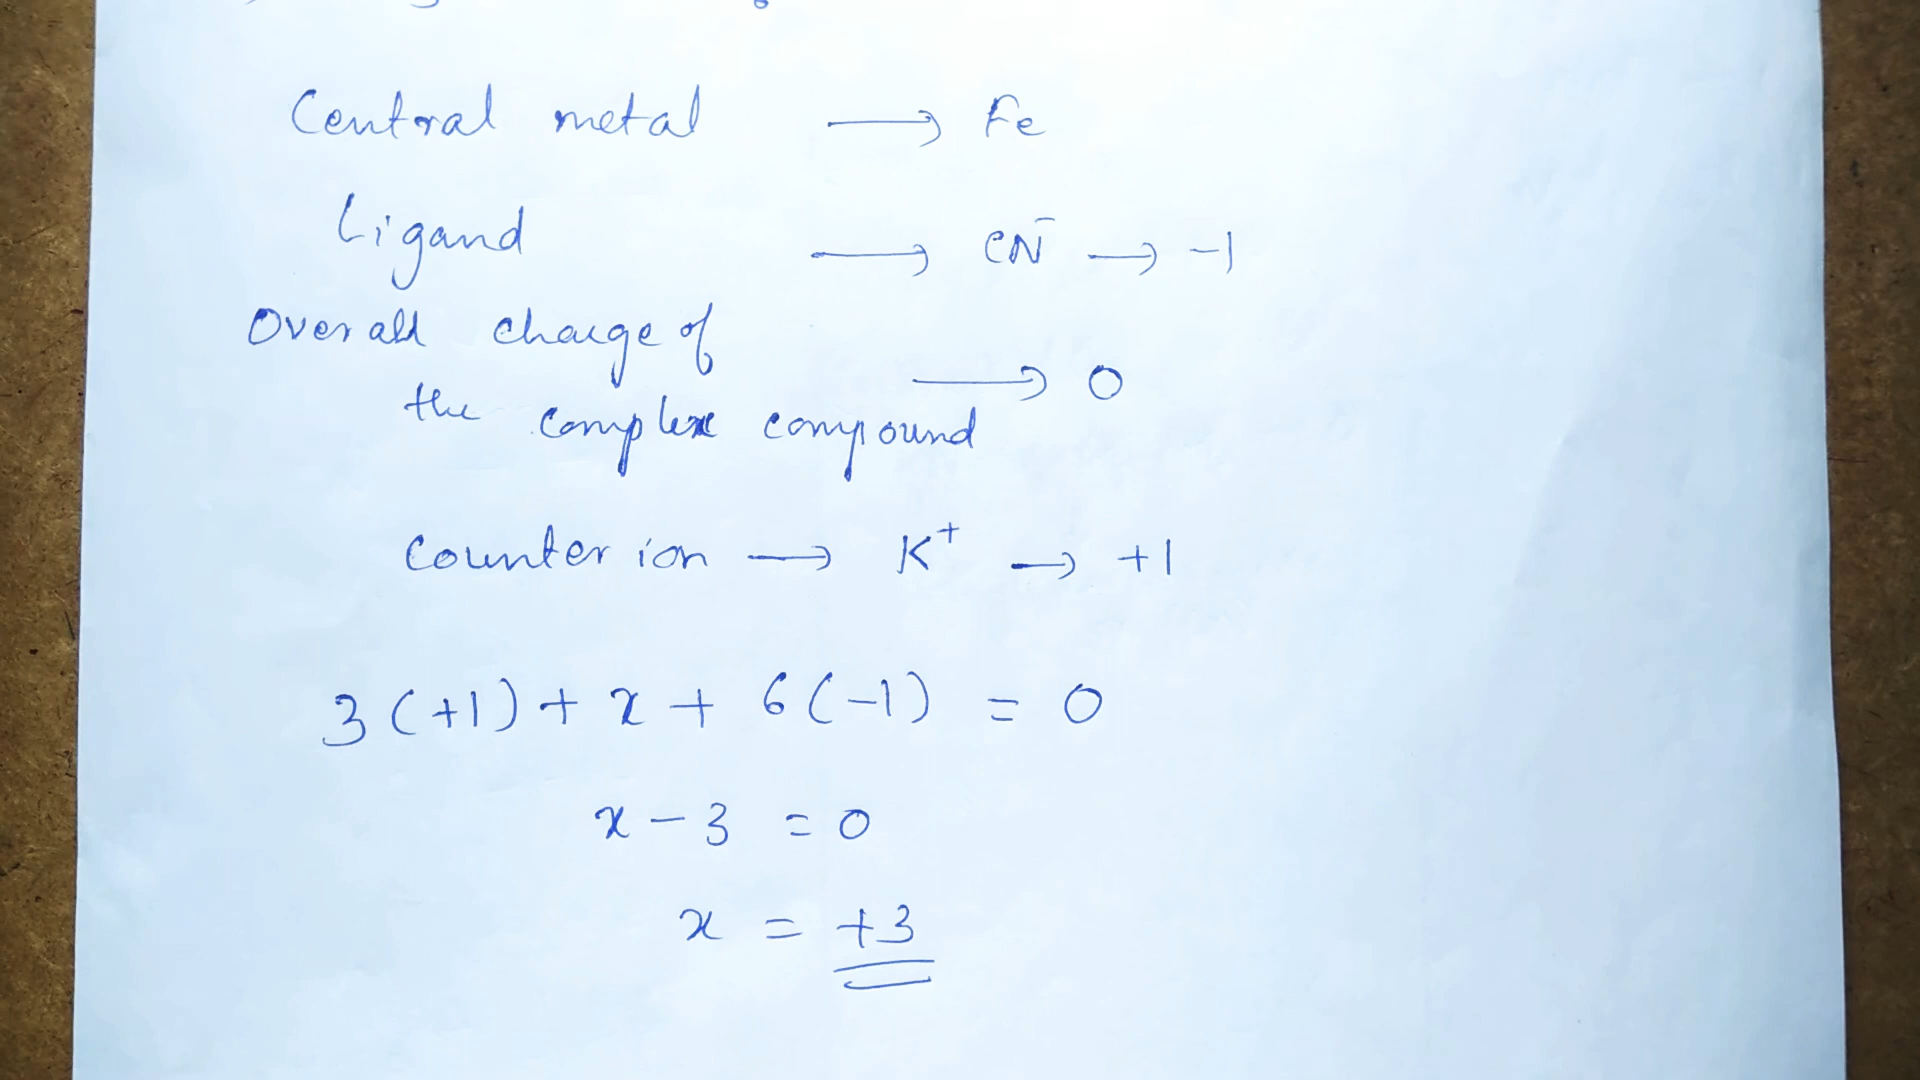 Central metal → Fe
Ligand → CN⁻ → -1
Overall charge of
the complex compound → 0
Counter ion → K⁺ → +1
3(+1) + x + 6(-1) = 0
x - 3 = 0
x = +3